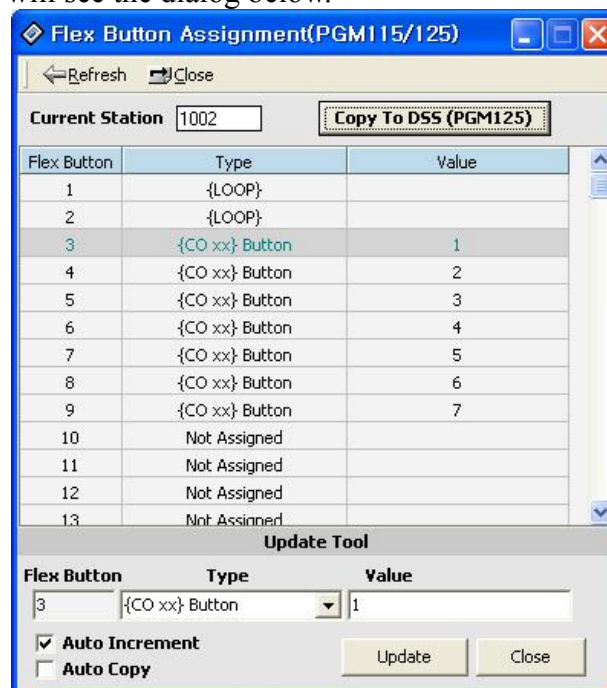 will see the dialog below.
Flex Button Assignment(PGM115/125)
Refresh Close
Current Station 1002 Copy To DSS (PGM125)
Flex Button Type Value
1 {LOOP}
2 {LOOP}
3 {CO xx} Button 1
4 {CO xx} Button 2
5 {CO xx} Button 3
6 {CO xx} Button 4
7 {CO xx} Button 5
8 {CO xx} Button 6
9 {CO xx} Button 7
10 Not Assigned
11 Not Assigned
12 Not Assigned
13 Not Assigned
Update Tool
Flex Button Type Value
3 {CO xx} Button 1
Auto Increment
Auto Copy
Update Close